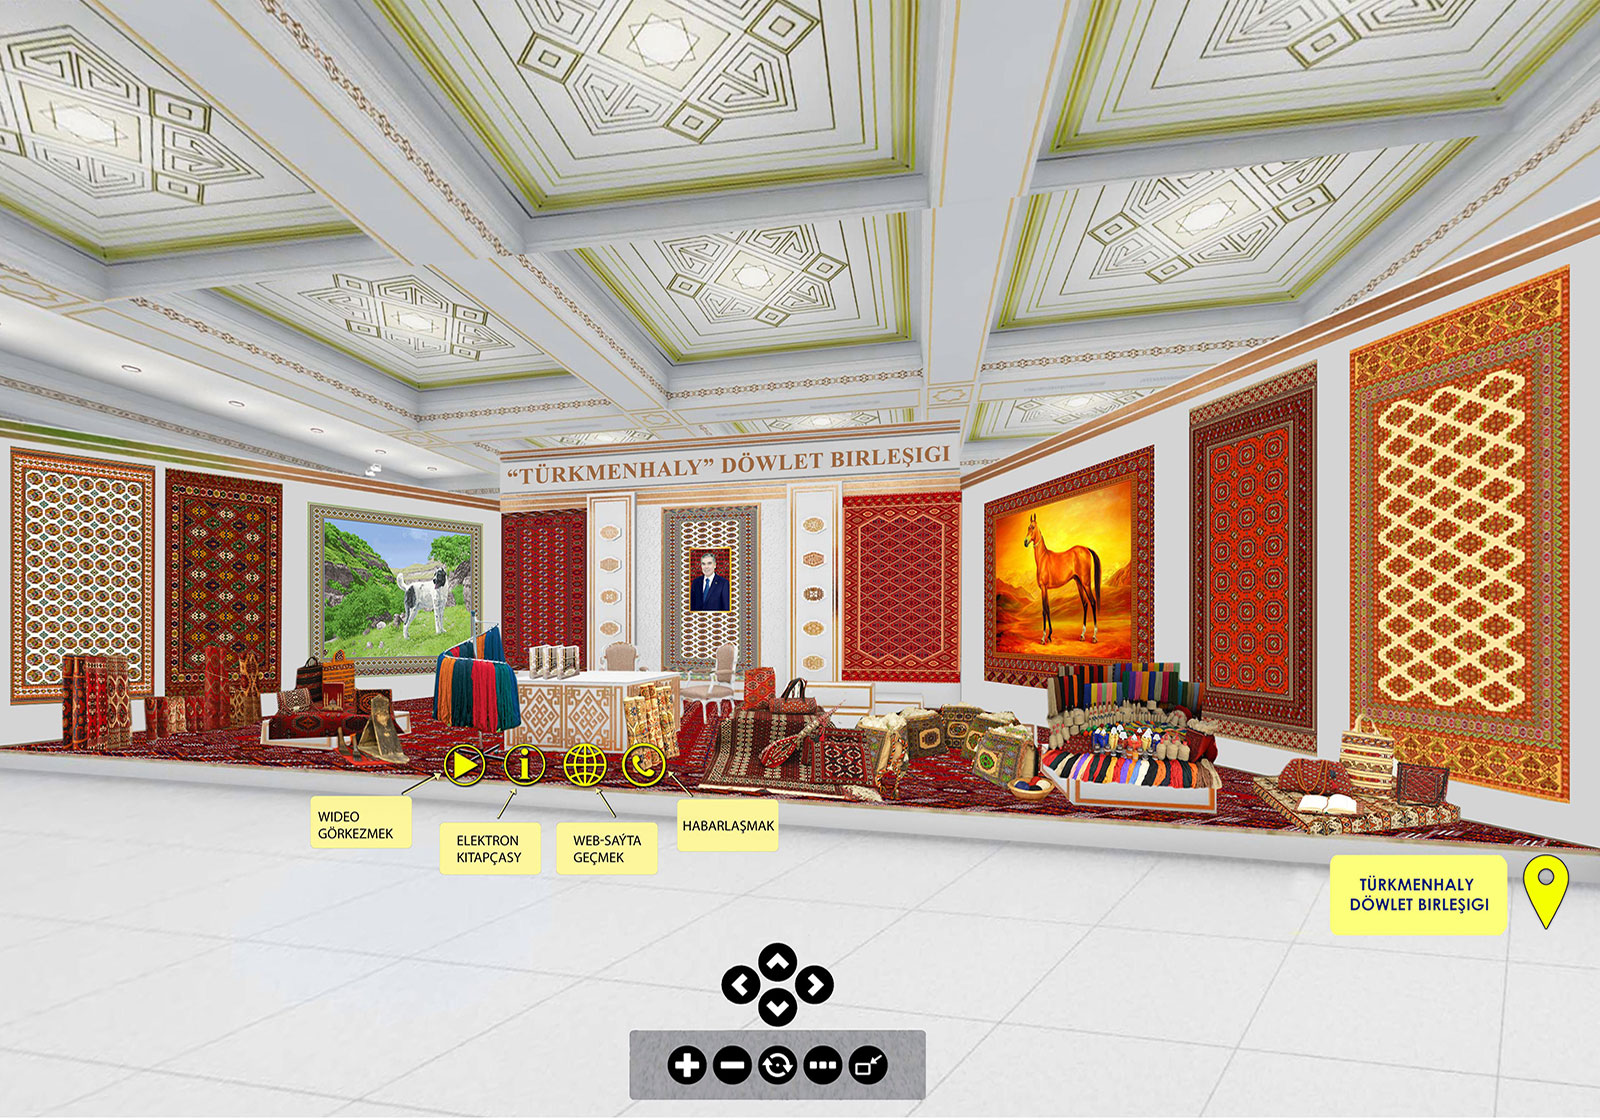 “TÜRKMENHALY” DÖWLET BIRLEŞIGI
WIDEO
GÖRKEZMEK
ELEKTRON
KITAPÇASY
WEB-SAÝTA
GEÇMEK
HABARLAŞMAK
TÜRKMENHALY
DÖWLET BIRLEŞIGI